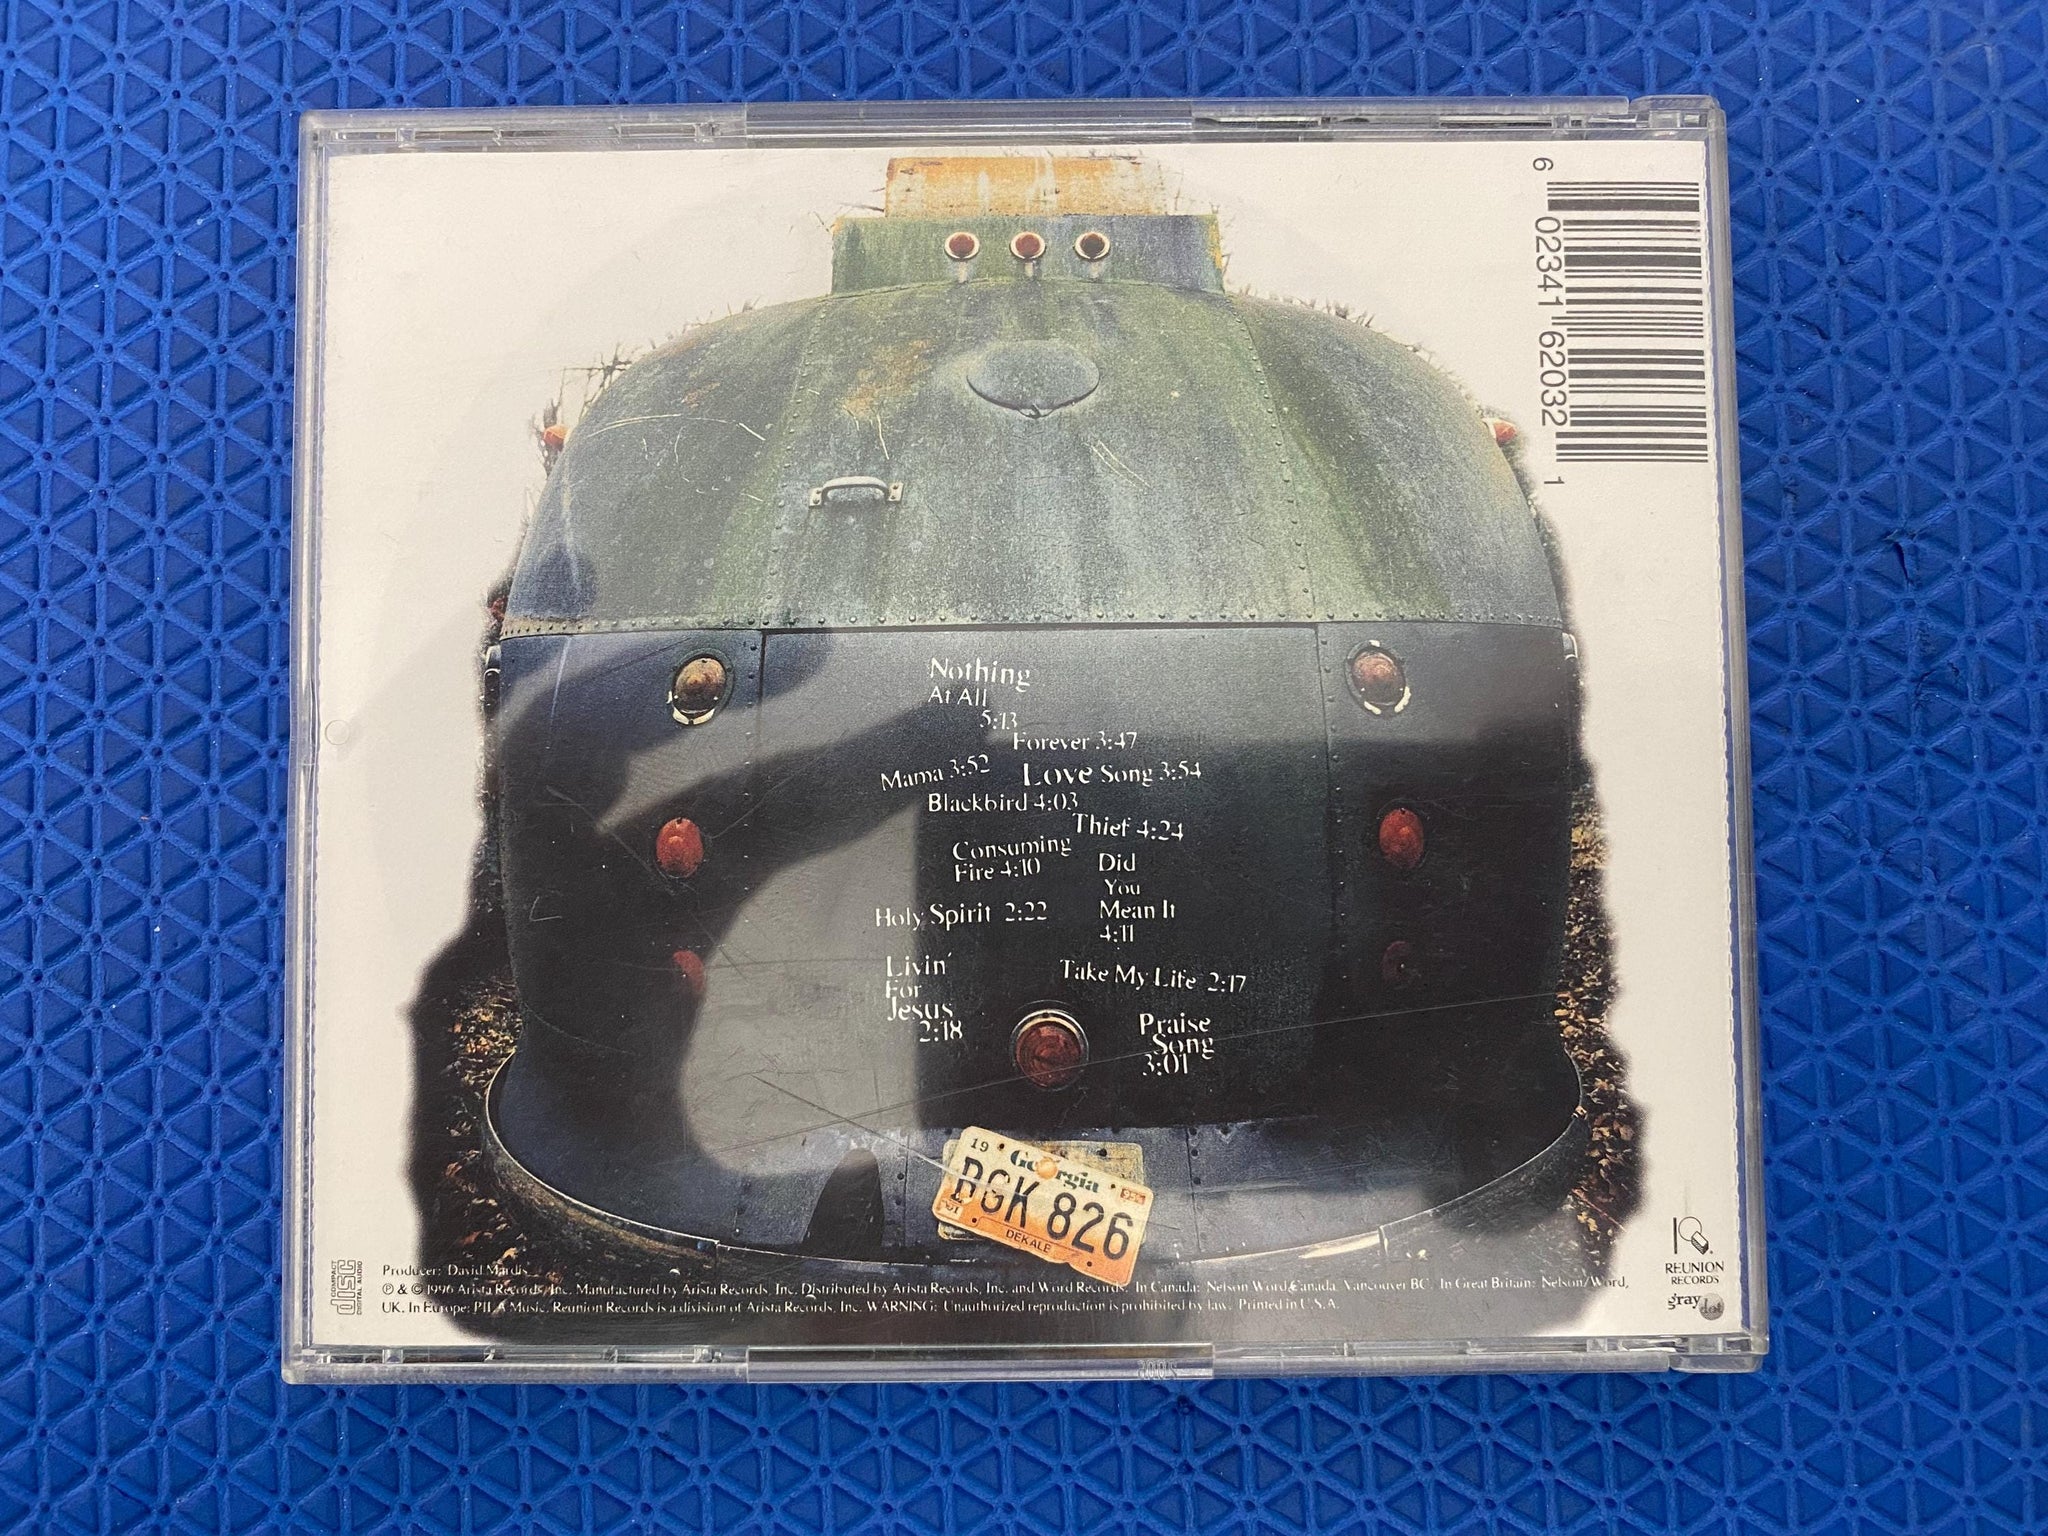 6 02341 62032 1
Nothing
At All
5:13
Forever 3:47
Mama 3:52
Love Song 3:54
Blackbird 4:03
Thief 4:24
Consuming
Fire 4:10
Did
You
Mean It
4:11
Holy Spirit 2:22
Livin'
For
Jesus
2:18
Take My Life 2:17
Praise
Song
3:01
19 Georgia
BGK 826
DEKALB
COMPACT
disc
DIGITAL AUDIO
Producer: David Mardis
℗ & © 1996 Arista Records, Inc. Manufactured by Arista Records, Inc. Distributed by Arista Records, Inc. and Word Records. In Canada: Nelson Word Canada, Vancouver BC. In Great Britain: Nelson/Word,
UK. In Europe: PILA Music. Reunion Records is a division of Arista Records, Inc. WARNING: Unauthorized reproduction is prohibited by law. Printed in U.S.A.
REUNION
RECORDS
gray dot